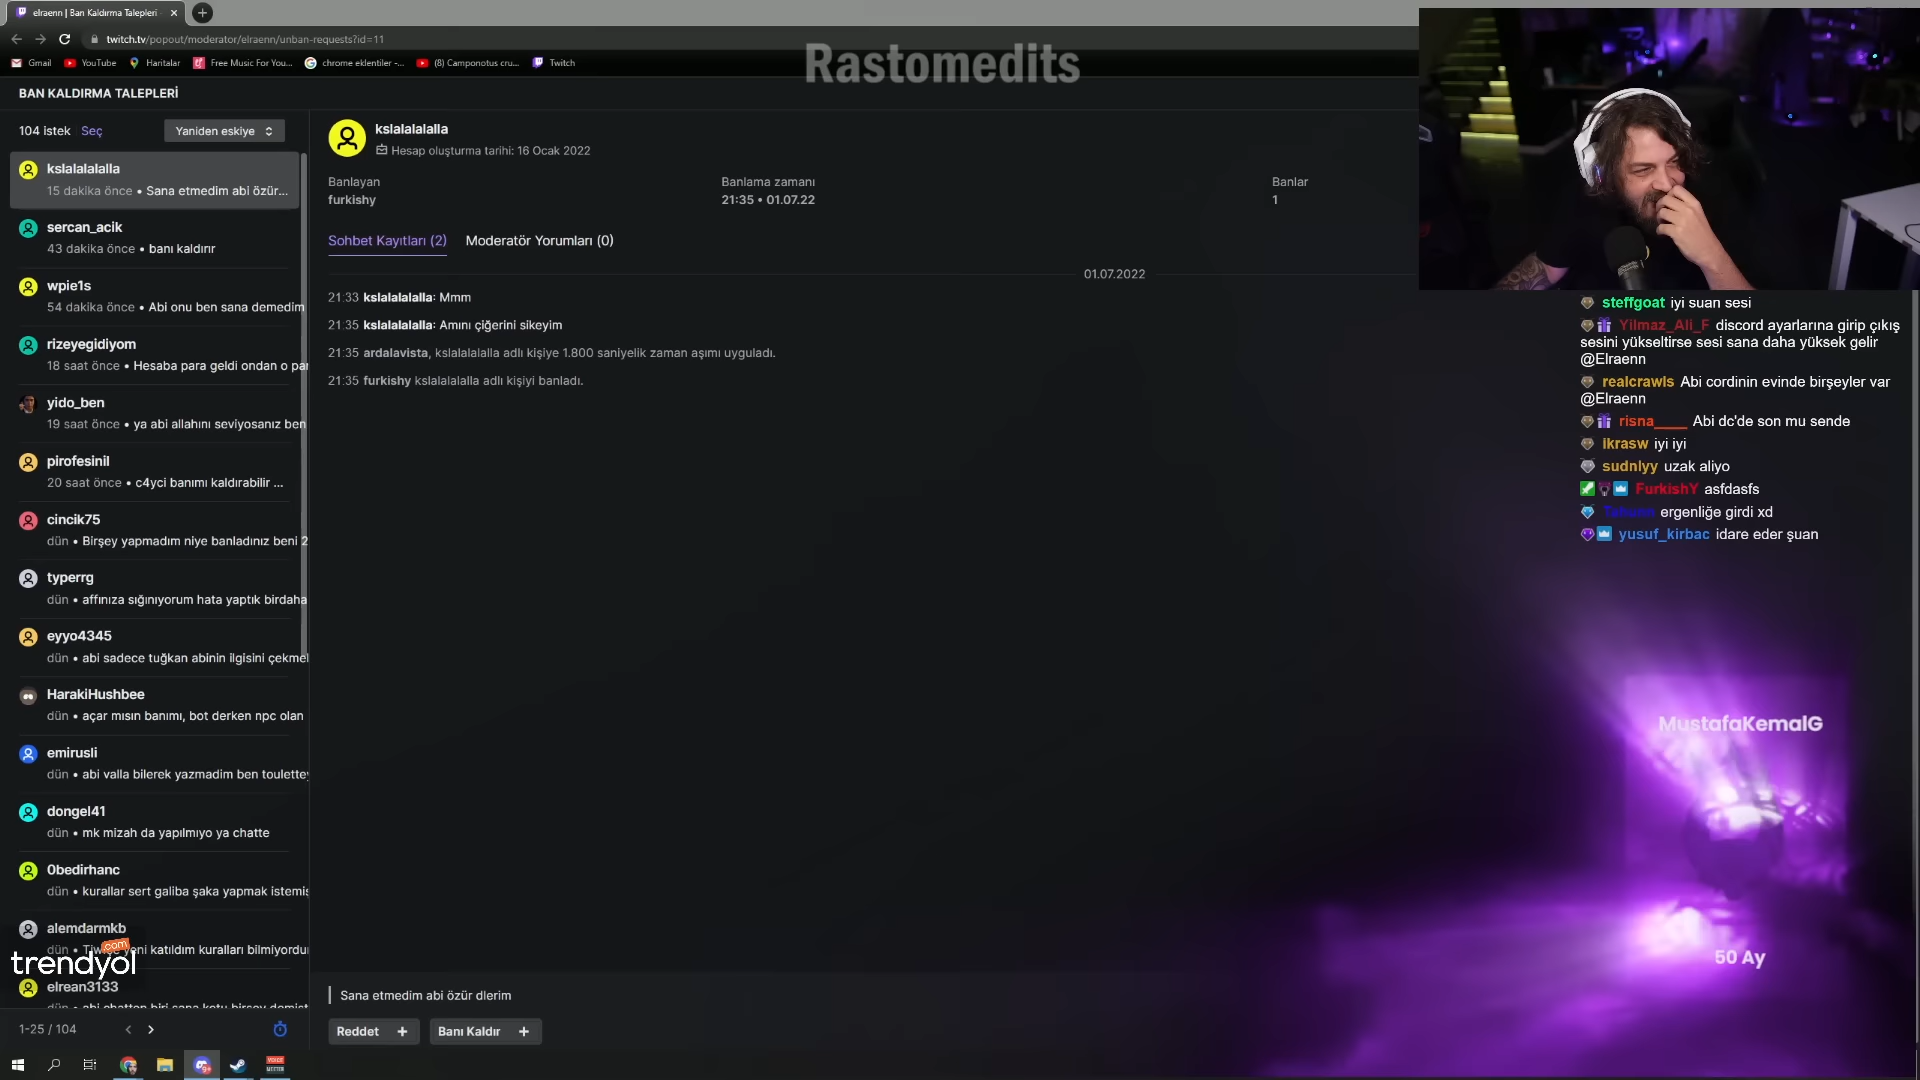 elraenn | Ban Kaldırma Talepleri
twitch.tv/popout/moderator/elraenn/unban-requests?id=11
Gmail
YouTube
Haritalar
Free Music For You...
chrome eklentiler -...
(8) Camponotus cru...
Twitch
Rastomedits
BAN KALDIRMA TALEPLERİ
104 istek Seç
Yaniden eskiye
kslalalalalla
15 dakika önce • Sana etmedim abi özür...
sercan_acik
43 dakika önce • banı kaldırır
wpie1s
54 dakika önce • Abi onu ben sana demedim
rizeyegidiyom
18 saat önce • Hesaba para geldi ondan o par
yido_ben
19 saat önce • ya abi allahını seviyosanız ben
pirofesinil
20 saat önce • c4yci banımı kaldırabilir ...
cincik75
dün • Birşey yapmadım niye banladınız beni 2
typerrg
dün • affınıza sığınıyorum hata yaptık birdaha
eyyo4345
dün • abi sadece tuğkan abinin ilgisini çekme
HarakiHushbee
dün • açar mısın banımı, bot derken npc olan
emirusli
dün • abi valla bilerek yazmadim ben toulette
dongel41
dün • mk mizah da yapılmıyo ya chatte
0bedirhanc
dün • kurallar sert galiba şaka yapmak istemiş
alemdarmkb
dün • yeni katıldım kuralları bilmiyordu
trendyol
.com
elrean3133
1-25 / 104
kslalalalalla
Hesap oluşturma tarihi: 16 Ocak 2022
Banlayan
furkishy
Banlama zamanı
21:35 • 01.07.22
Banlar
1
Sohbet Kayıtları (2)
Moderatör Yorumları (0)
01.07.2022
21:33 kslalalalalla: Mmm
21:35 kslalalalalla: Amını çiğerini sikeyim
21:35 ardalavista, kslalalalalla adlı kişiye 1.800 saniyelik zaman aşımı uyguladı.
21:35 furkishy kslalalalalla adlı kişiyi banladı.
Sana etmedim abi özür dlerim
Reddet +
Banı Kaldır +
steffgoat iyi suan sesi
Yilmaz_Ali_F discord ayarlarına girip çıkış
sesini yükseltirse sesi sana daha yüksek gelir
@Elraenn
realcrawls Abi cordinin evinde birşeyler var
@Elraenn
risna____ Abi dc'de son mu sende
ikrasw iyi iyi
sudnlyy uzak aliyo
FurkishY asfdasfs
ergenliğe girdi xd
yusuf_kirbac idare eder şuan
MustafaKemalG
50 Ay
VOICE
MEETER